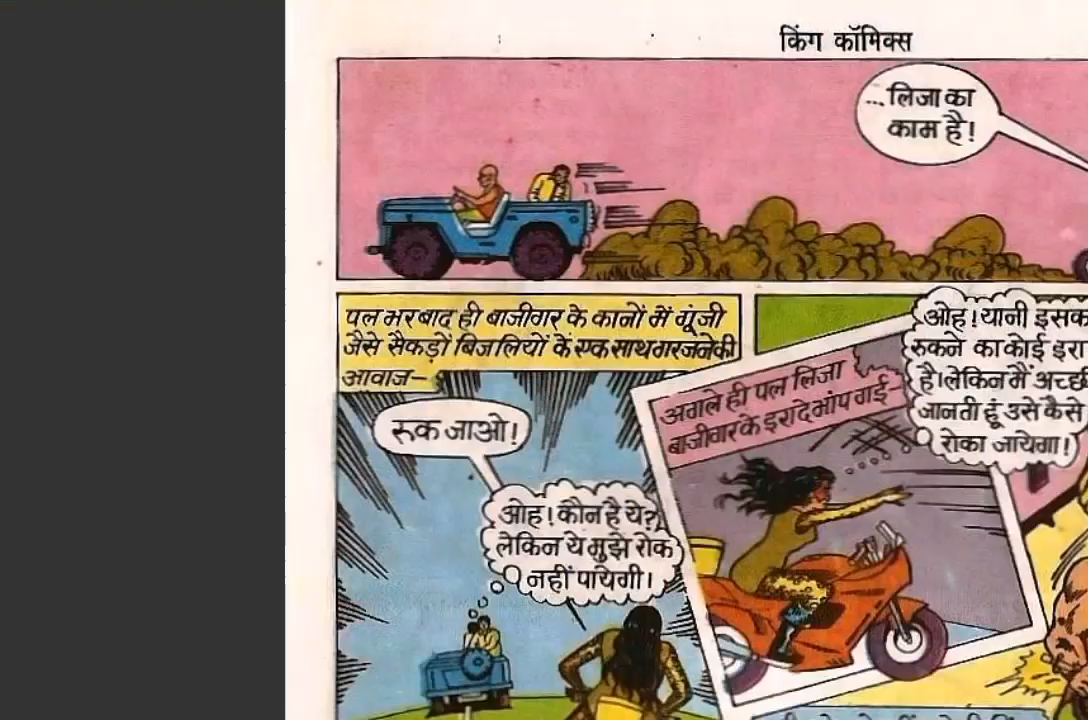 किंग कॉमिक्स
...लिजा का
काम है!
पल भर बाद ही बाजीगर के कानों में गूंजी
जैसे सैकड़ों बिजलियों के एक साथ गरजने की
आवाज-
रुक जाओ!
ओह! कौन है ये?
लेकिन ये मुझे रोक
नहीं पायेगी।
अगले ही पल लिजा
बाजीगर के इरादे भांप गई-
ओह! यानी इसक
रुकने का कोई इरा
है। लेकिन मैं अच्छी
जानती हूं उसे कैसे
रोका जायेगा!